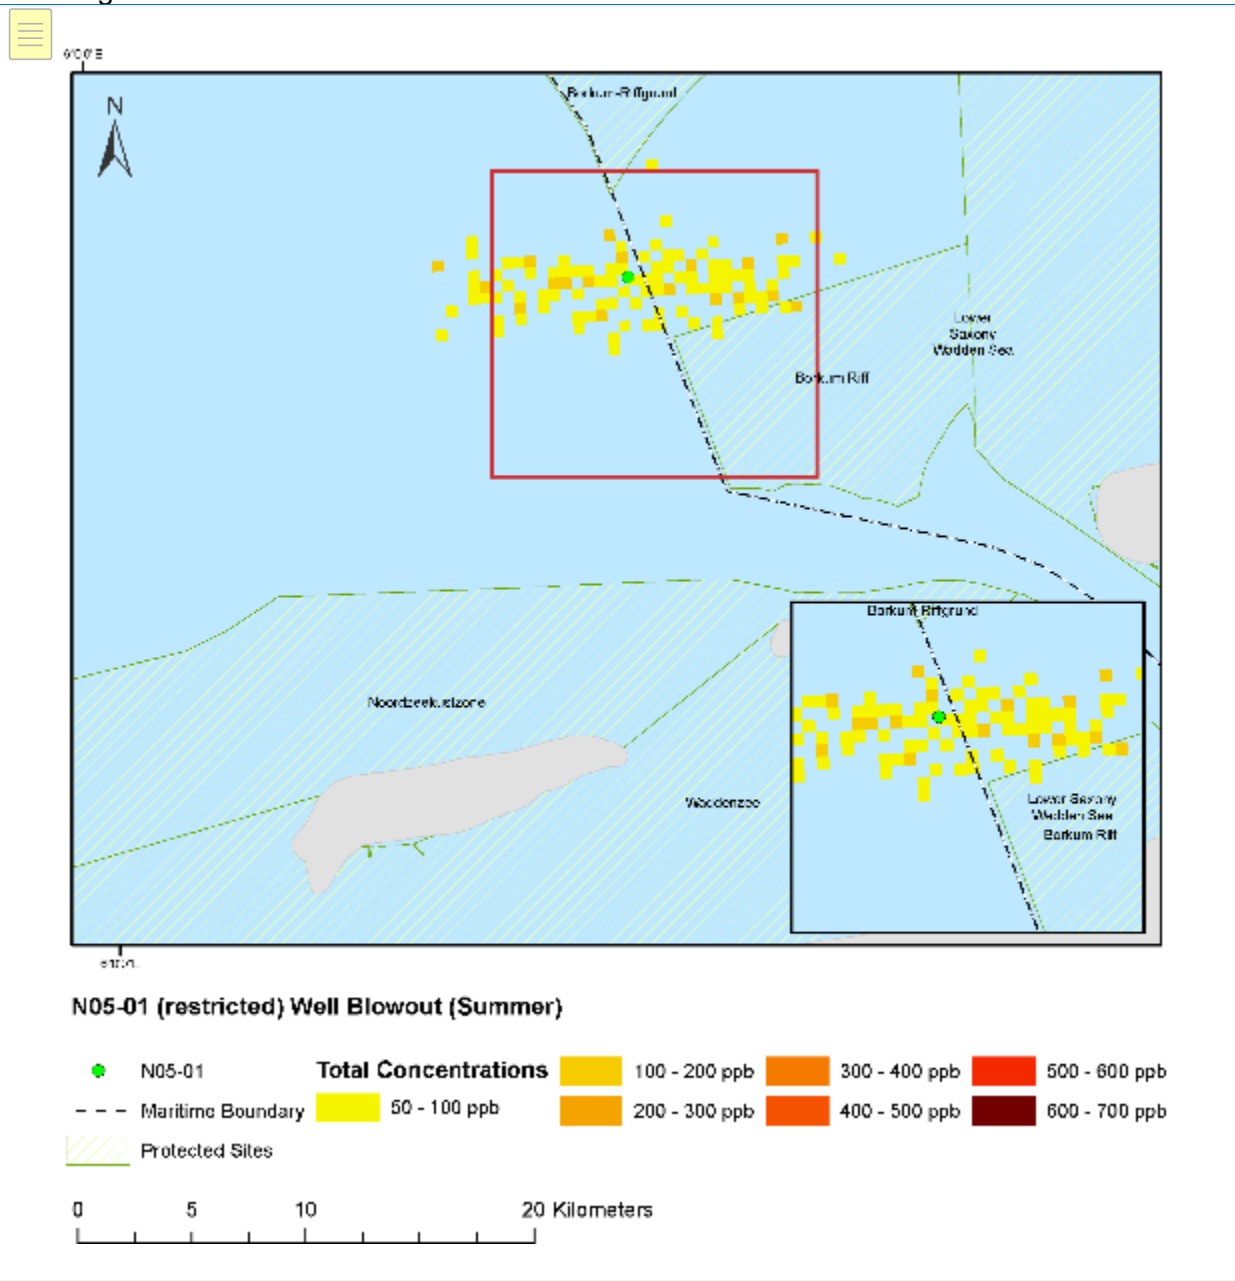 N
Borkum-Riffgrund
Lower
Saxony
Wadden Sea
Borkum Riff
Borkum Riffgrund
Noordzeekustzone
Waddenzee
Lower Saxony
Wadden Sea
Borkum Riff
N05-01 (restricted) Well Blowout (Summer)
N05-01
Total Concentrations
100 - 200 ppb
300 - 400 ppb
500 - 600 ppb
Maritime Boundary
50 - 100 ppb
200 - 300 ppb
400 - 500 ppb
600 - 700 ppb
Protected Sites
0 5 10 20 Kilometers